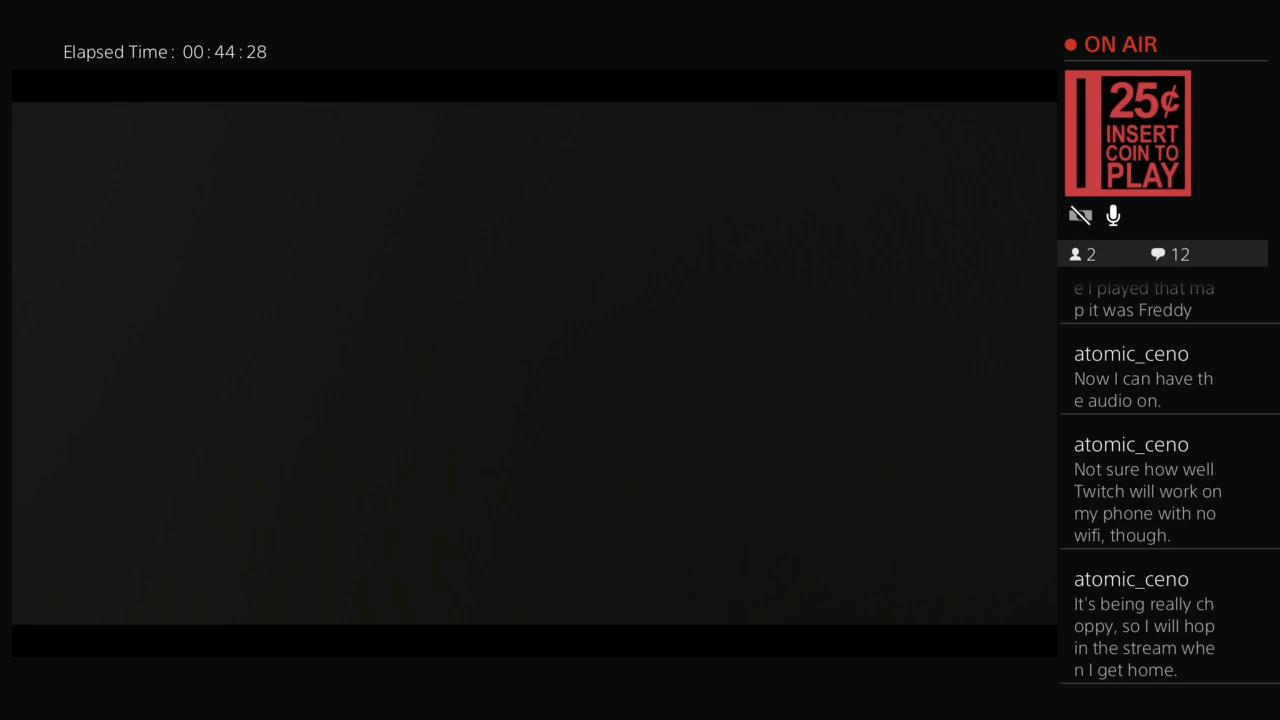 Elapsed Time: 00:44:28
ON AIR
25¢
INSERT
COIN TO
PLAY
2 12
e I played that ma
p it was Freddy
atomic_ceno
Now I can have th
e audio on.
atomic_ceno
Not sure how well
Twitch will work on
my phone with no
wifi, though.
atomic_ceno
It's being really ch
oppy, so I will hop
in the stream whe
n I get home.